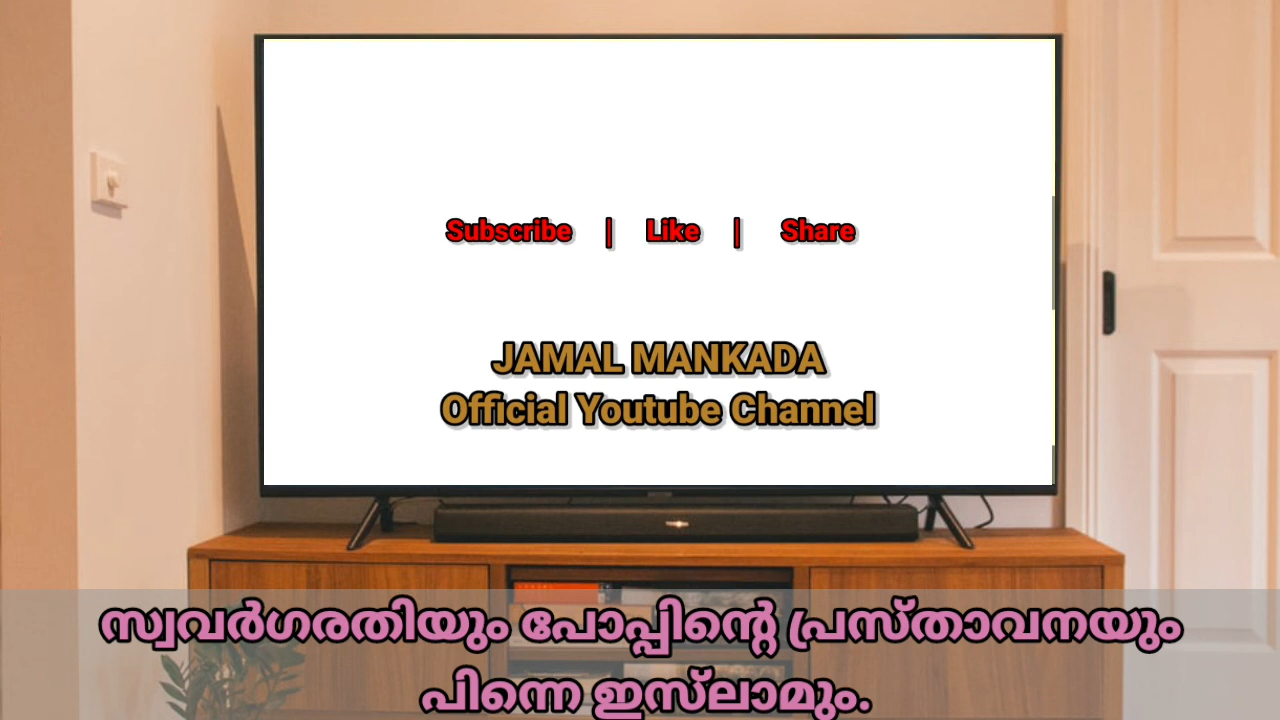 Subscribe | Like | Share
JAMAL MANKADA
Official Youtube Channel
സ്വവർഗരതിയും പോപ്പിന്റെ പ്രസ്താവനയും
പിന്നെ ഇസ്‌ലാമും.